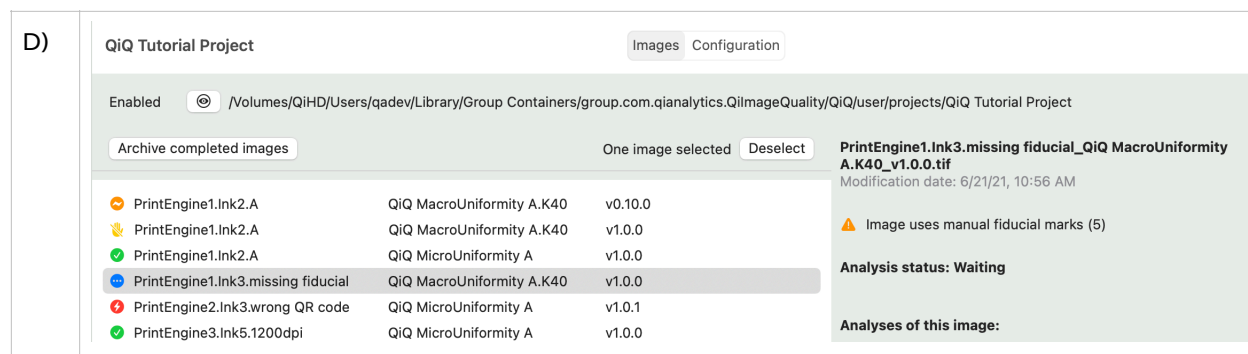 D)
QiQ Tutorial Project
Images Configuration
Enabled /Volumes/QiHD/Users/qadev/Library/Group Containers/group.com.qianalytics.QiImageQuality/QiQ/user/projects/QiQ Tutorial Project
Archive completed images One image selected Deselect
PrintEngine1.Ink2.A QiQ MacroUniformity A.K40 v0.10.0
PrintEngine1.Ink2.A QiQ MacroUniformity A.K40 v1.0.0
PrintEngine1.Ink2.A QiQ MicroUniformity A v1.0.0
PrintEngine1.Ink3.missing fiducial QiQ MacroUniformity A.K40 v1.0.0
PrintEngine2.Ink3.wrong QR code QiQ MicroUniformity A v1.0.1
PrintEngine3.Ink5.1200dpi QiQ MicroUniformity A v1.0.0
PrintEngine1.Ink3.missing fiducial_QiQ MacroUniformity
A.K40_v1.0.0.tif
Modification date: 6/21/21, 10:56 AM
Image uses manual fiducial marks (5)
Analysis status: Waiting
Analyses of this image: